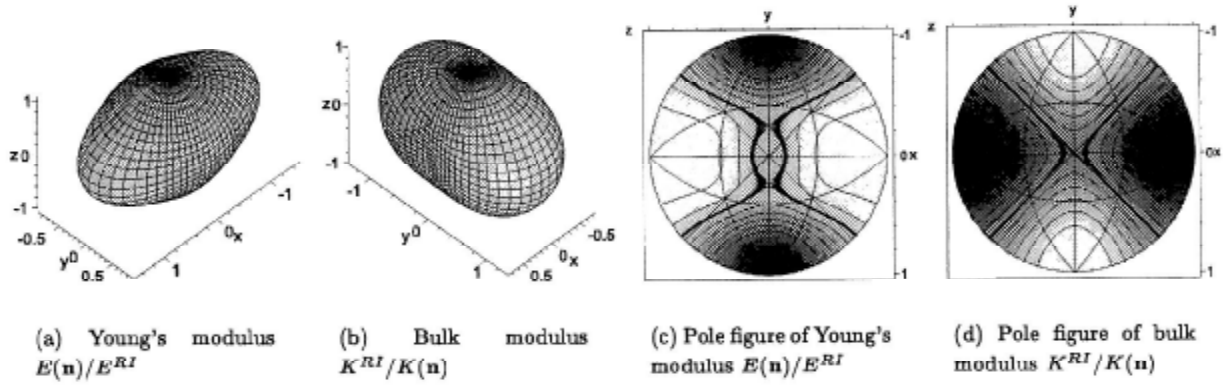 1
z0
-1
-0.5
y0
0.5
1
0x
-1
1
z0
-1
y0
1
0.5
0x
-0.5
z
y
-1
0x
1
z
y
-1
0x
1
(a) Young's modulus
E(n)/E^{RI}
(b) Bulk modulus
K^{RI}/K(n)
(c) Pole figure of Young's
modulus E(n)/E^{RI}
(d) Pole figure of bulk
modulus K^{RI}/K(n)